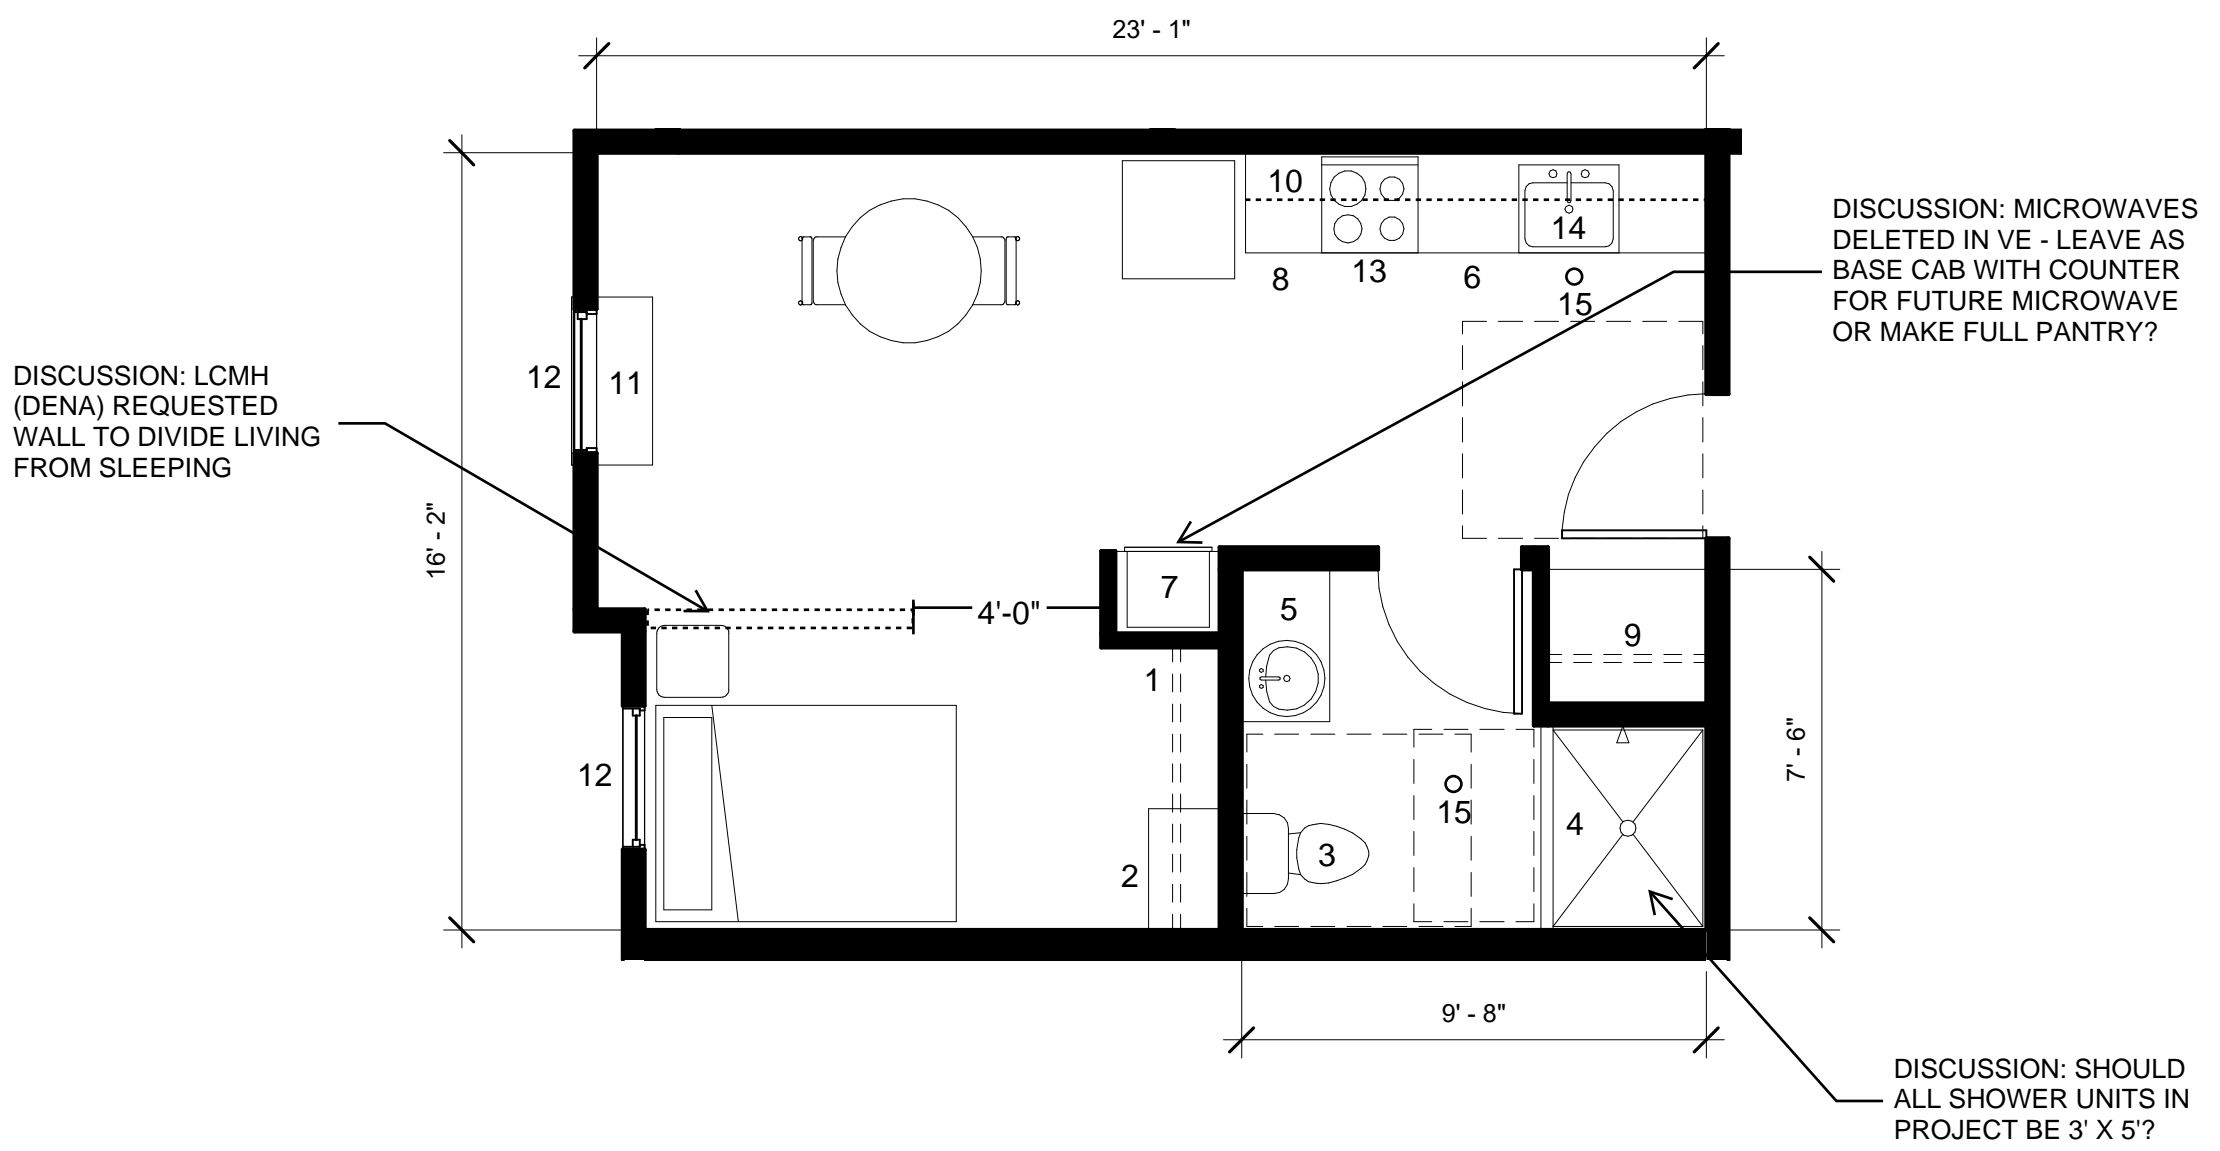 23' - 1"
10
14
8
13
6
15
DISCUSSION: MICROWAVES
DELETED IN VE - LEAVE AS
BASE CAB WITH COUNTER
FOR FUTURE MICROWAVE
OR MAKE FULL PANTRY?
12
11
DISCUSSION: LCMH
(DENA) REQUESTED
WALL TO DIVIDE LIVING
FROM SLEEPING
16' - 2"
7
4'-0"
5
9
1
12
7' - 6"
15
4
3
2
9' - 8"
DISCUSSION: SHOULD
ALL SHOWER UNITS IN
PROJECT BE 3' X 5'?